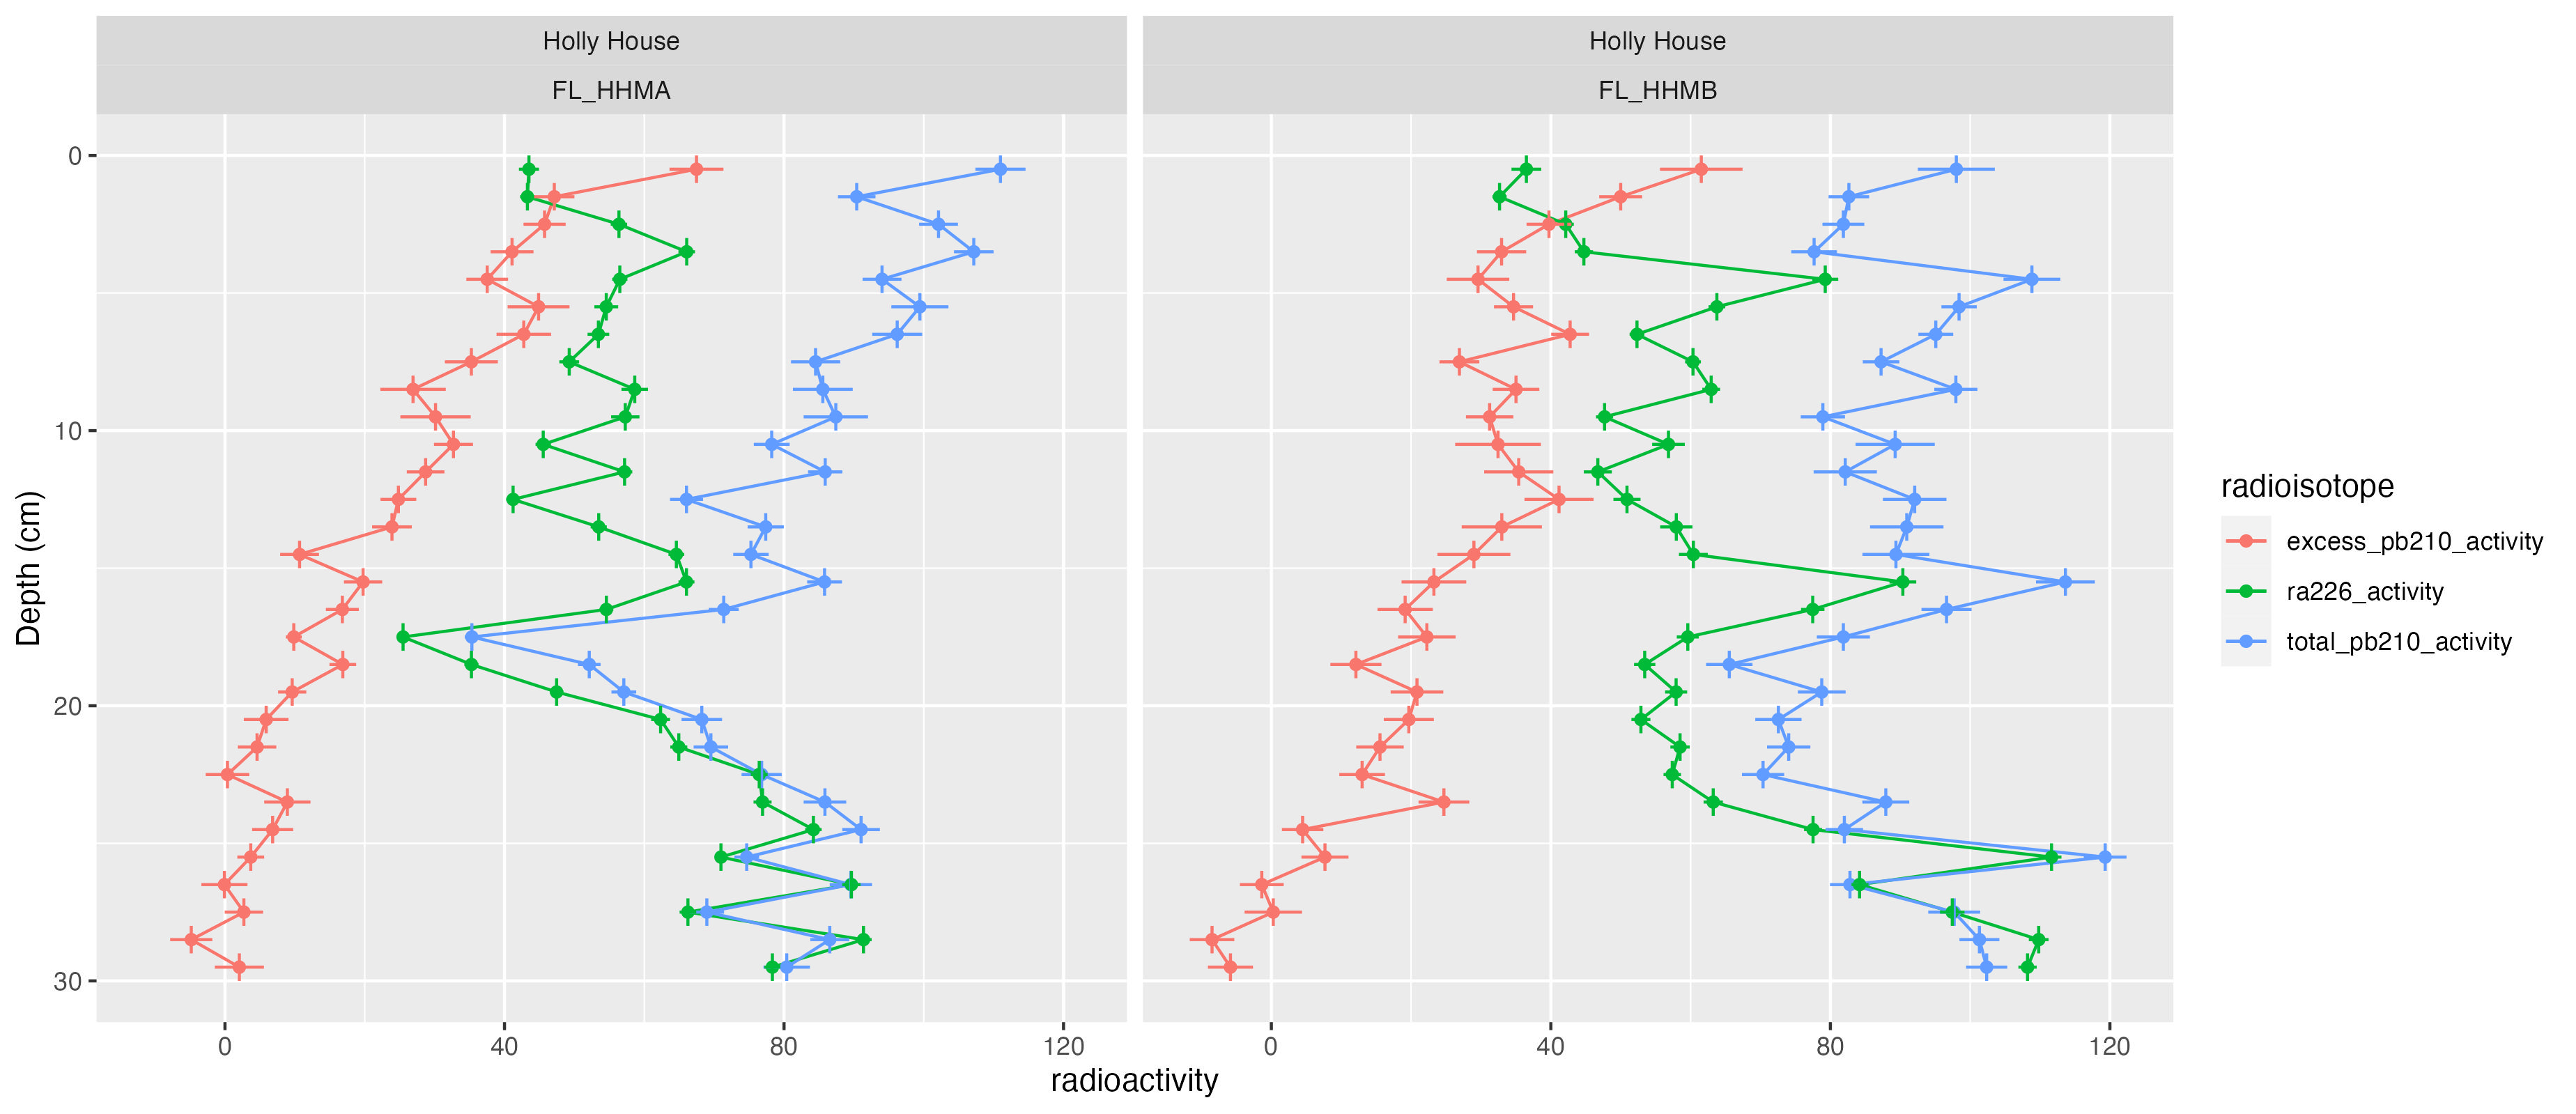 Holly House
FL_HHMA
Holly House
FL_HHMB
0
10
20
30
Depth (cm)
0
40
80
120
0
40
80
120
radioactivity
radioisotope
excess_pb210_activity
ra226_activity
total_pb210_activity